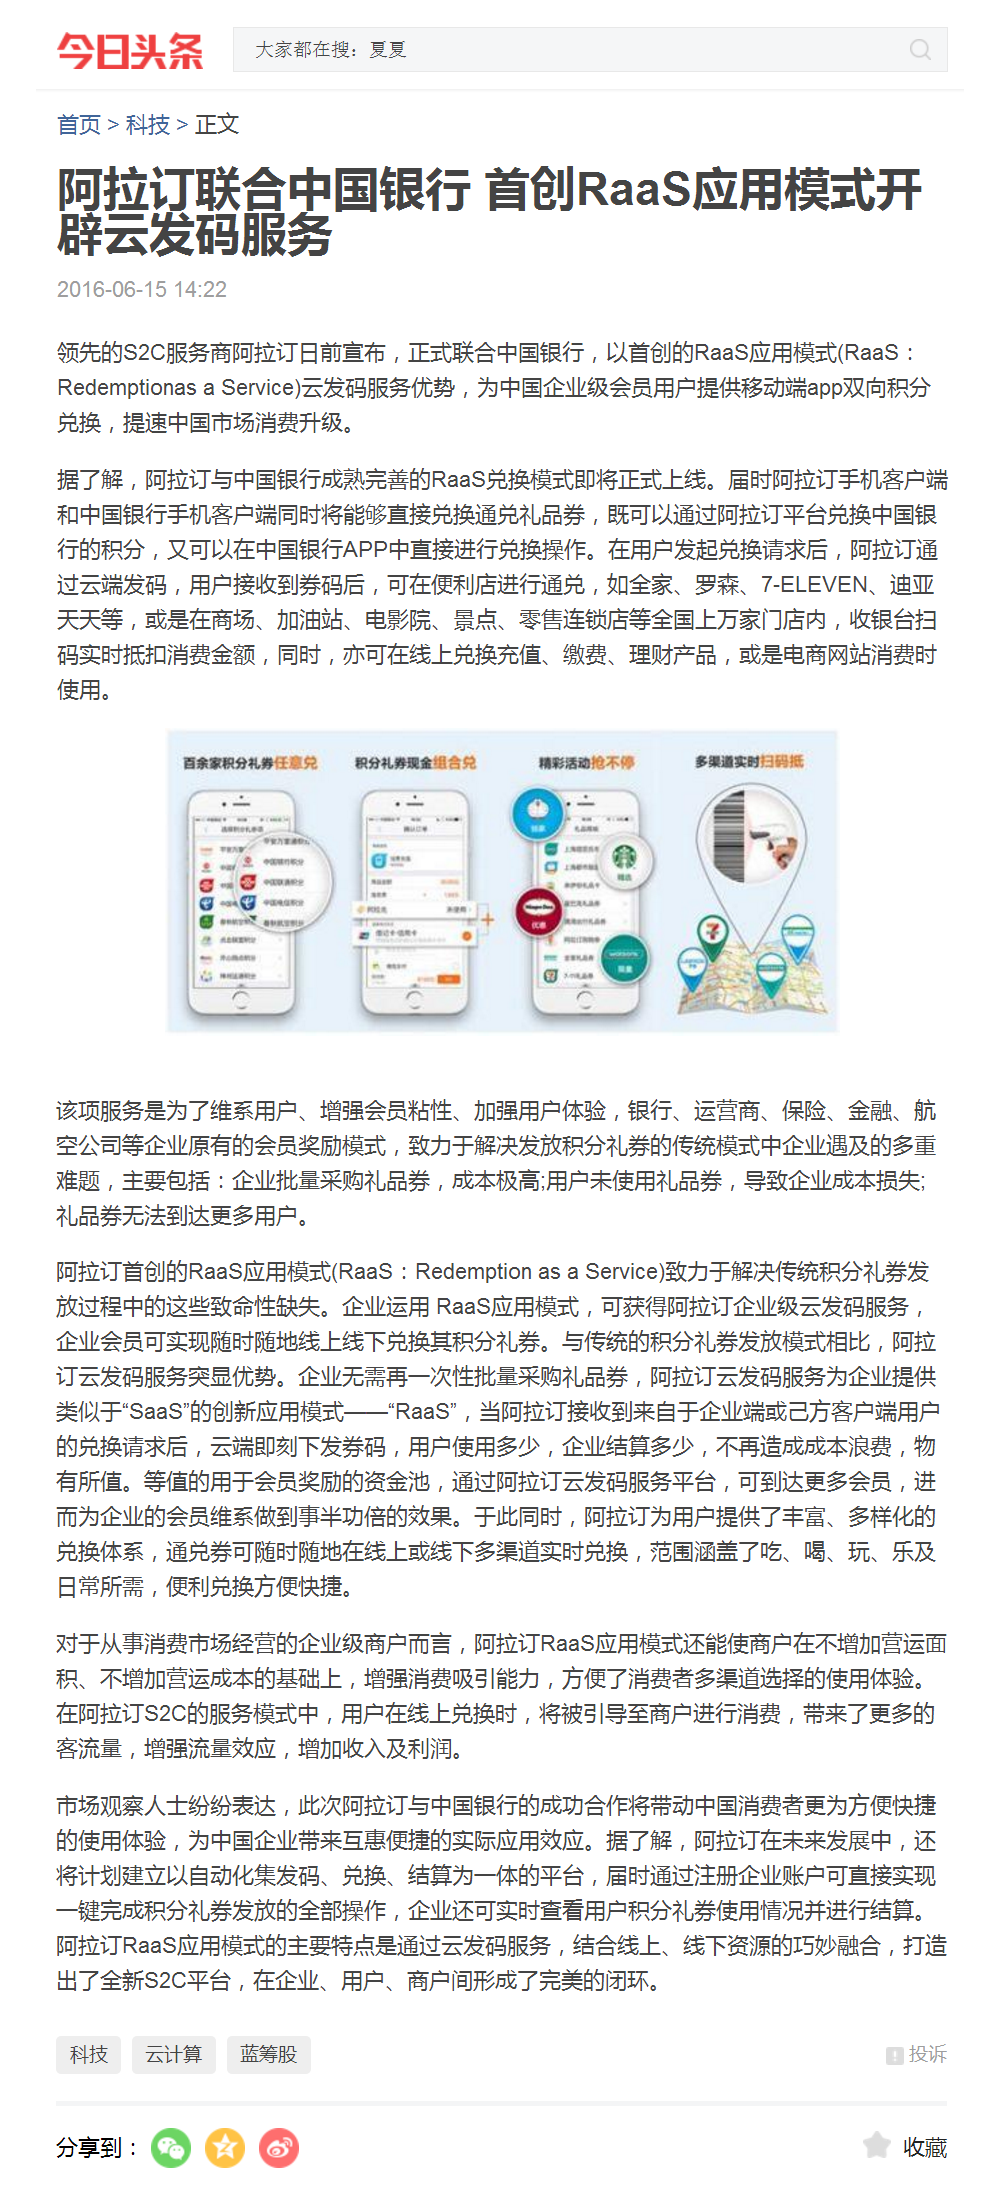 今日头条
大家都在搜：夏夏
首页 > 科技 > 正文
阿拉订联合中国银行 首创RaaS应用模式开
辟云发码服务
2016-06-15 14:22
领先的S2C服务商阿拉订日前宣布，正式联合中国银行，以首创的RaaS应用模式(RaaS：
Redemptionas a Service)云发码服务优势，为中国企业级会员用户提供移动端app双向积分
兑换，提速中国市场消费升级。
据了解，阿拉订与中国银行成熟完善的RaaS兑换模式即将正式上线。届时阿拉订手机客户端
和中国银行手机客户端同时将能够直接兑换通兑礼品券，既可以通过阿拉订平台兑换中国银
行的积分，又可以在中国银行APP中直接进行兑换操作。在用户发起兑换请求后，阿拉订通
过云端发码，用户接收到券码后，可在便利店进行通兑，如全家、罗森、7-ELEVEN、迪亚
天天等，或是在商场、加油站、电影院、景点、零售连锁店等全国上万家门店内，收银台扫
码实时抵扣消费金额，同时，亦可在线上兑换充值、缴费、理财产品，或是电商网站消费时
使用。
百余家积分礼券任意兑
积分礼券现金组合兑
精彩活动抢不停
多渠道实时扫码抵
平安万里通积分
中国银行积分
中国联通积分
中国电信积分
春秋航空积分
确认订单
精选
优惠
该项服务是为了维系用户、增强会员粘性、加强用户体验，银行、运营商、保险、金融、航
空公司等企业原有的会员奖励模式，致力于解决发放积分礼券的传统模式中企业遇及的多重
难题，主要包括：企业批量采购礼品券，成本极高;用户未使用礼品券，导致企业成本损失;
礼品券无法到达更多用户。
阿拉订首创的RaaS应用模式(RaaS：Redemption as a Service)致力于解决传统积分礼券发
放过程中的这些致命性缺失。企业运用 RaaS应用模式，可获得阿拉订企业级云发码服务，
企业会员可实现随时随地线上线下兑换其积分礼券。与传统的积分礼券发放模式相比，阿拉
订云发码服务突显优势。企业无需再一次性批量采购礼品券，阿拉订云发码服务为企业提供
类似于“SaaS”的创新应用模式——“RaaS”，当阿拉订接收到来自于企业端或己方客户端用户
的兑换请求后，云端即刻下发券码，用户使用多少，企业结算多少，不再造成成本浪费，物
有所值。等值的用于会员奖励的资金池，通过阿拉订云发码服务平台，可到达更多会员，进
而为企业的会员维系做到事半功倍的效果。于此同时，阿拉订为用户提供了丰富、多样化的
兑换体系，通兑券可随时随地在线上或线下多渠道实时兑换，范围涵盖了吃、喝、玩、乐及
日常所需，便利兑换方便快捷。
对于从事消费市场经营的企业级商户而言，阿拉订RaaS应用模式还能使商户在不增加营运面
积、不增加营运成本的基础上，增强消费吸引能力，方便了消费者多渠道选择的使用体验。
在阿拉订S2C的服务模式中，用户在线上兑换时，将被引导至商户进行消费，带来了更多的
客流量，增强流量效应，增加收入及利润。
市场观察人士纷纷表达，此次阿拉订与中国银行的成功合作将带动中国消费者更为方便快捷
的使用体验，为中国企业带来互惠便捷的实际应用效应。据了解，阿拉订在未来发展中，还
将计划建立以自动化集发码、兑换、结算为一体的平台，届时通过注册企业账户可直接实现
一键完成积分礼券发放的全部操作，企业还可实时查看用户积分礼券使用情况并进行结算。
阿拉订RaaS应用模式的主要特点是通过云发码服务，结合线上、线下资源的巧妙融合，打造
出了全新S2C平台，在企业、用户、商户间形成了完美的闭环。
科技 云计算 蓝筹股 投诉
分享到： 收藏